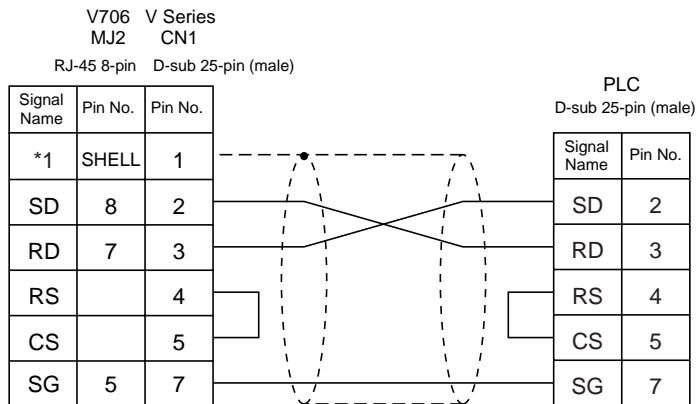 V706 V Series
MJ2 CN1
RJ-45 8-pin D-sub 25-pin (male)
PLC
D-sub 25-pin (male)
Signal Name Pin No. Pin No.
*1 SHELL 1
SD 8 2
RD 7 3
RS 4
CS 5
SG 5 7
Signal Name Pin No.
SD 2
RD 3
RS 4
CS 5
SG 7